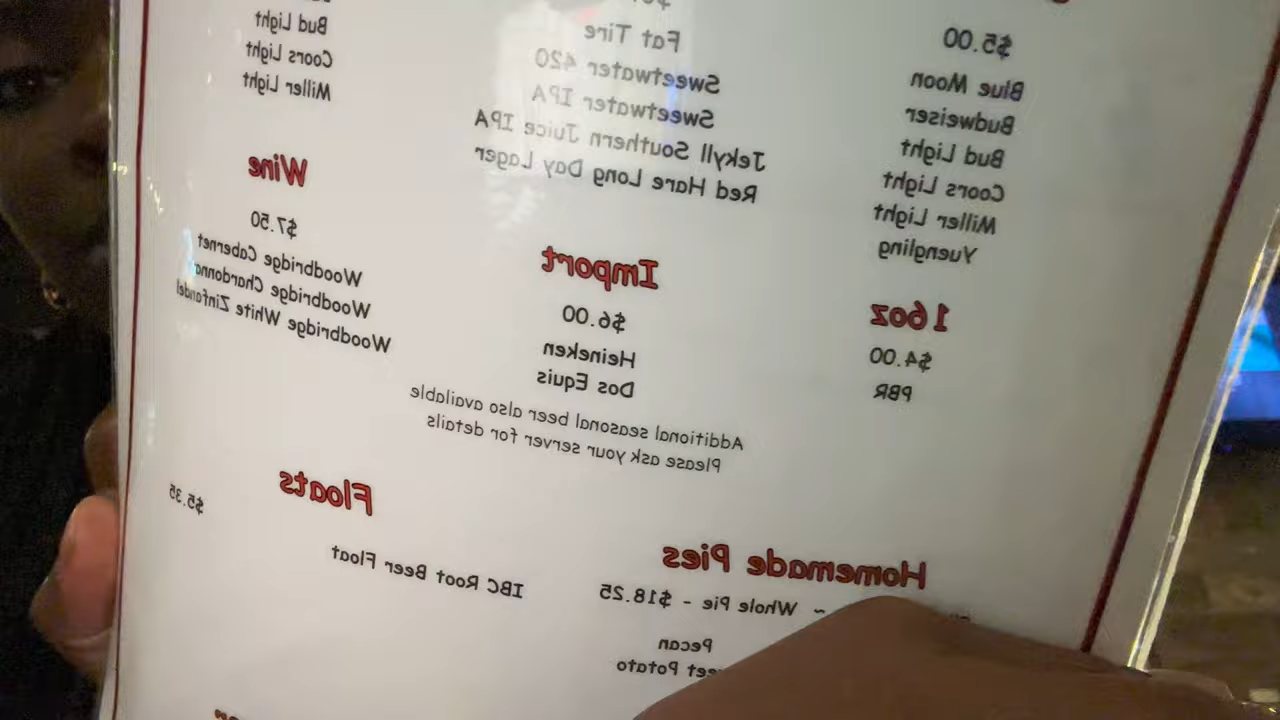 $5.00
Blue Moon
Budweiser
Bud Light
Coors Light
Miller Light
Yuengling
16oz
$4.00
PBR
Fat Tire
Sweetwater 420
Sweetwater IPA
Jekyll Southern Juice IPA
Red Hare Long Day Lager
Import
$6.00
Heineken
Dos Equis
Additional seasonal beer also available
Please ask your server for details
Bud Light
Coors Light
Miller Light
Wine
$7.50
Woodbridge Cabernet
Woodbridge Chardonnay
Woodbridge White Zinfandel
Homemade Pies
~ Whole Pie - $18.25
Pecan
Potato
Floats
$5.35
IBC Root Beer Float